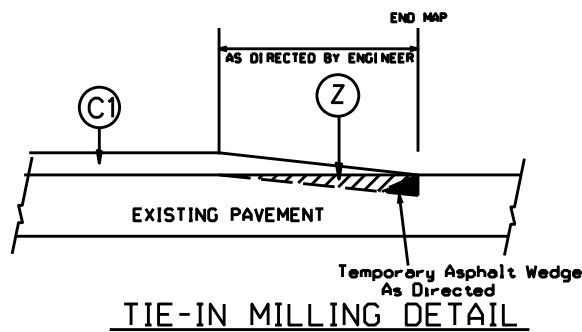 END MAP
AS DIRECTED BY ENGINEER
C1
Z
EXISTING PAVEMENT
Temporary Asphalt Wedge
As Directed
TIE-IN MILLING DETAIL